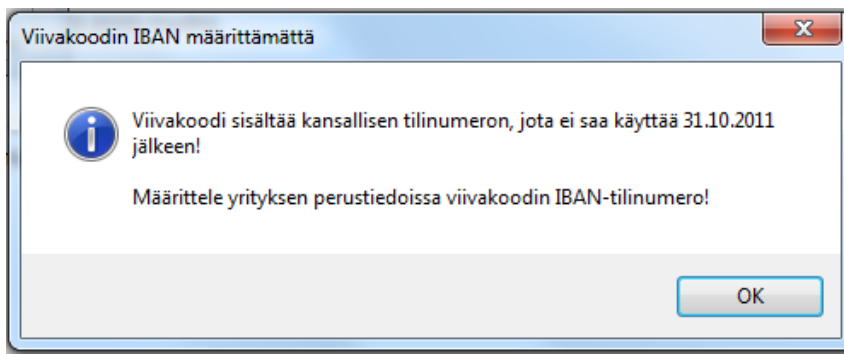 Viivakoodin IBAN määrittämättä
Viivakoodi sisältää kansallisen tilinumeron, jota ei saa käyttää 31.10.2011
jälkeen!
Määrittele yrityksen perustiedoissa viivakoodin IBAN-tilinumero!
OK